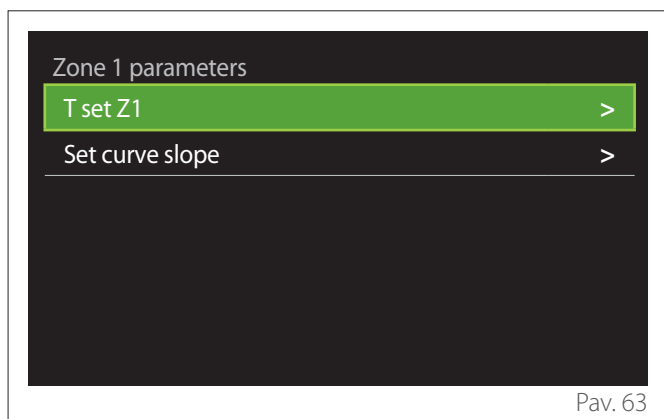 Zone 1 parameters
T set Z1 >
Set curve slope >
Pav. 63